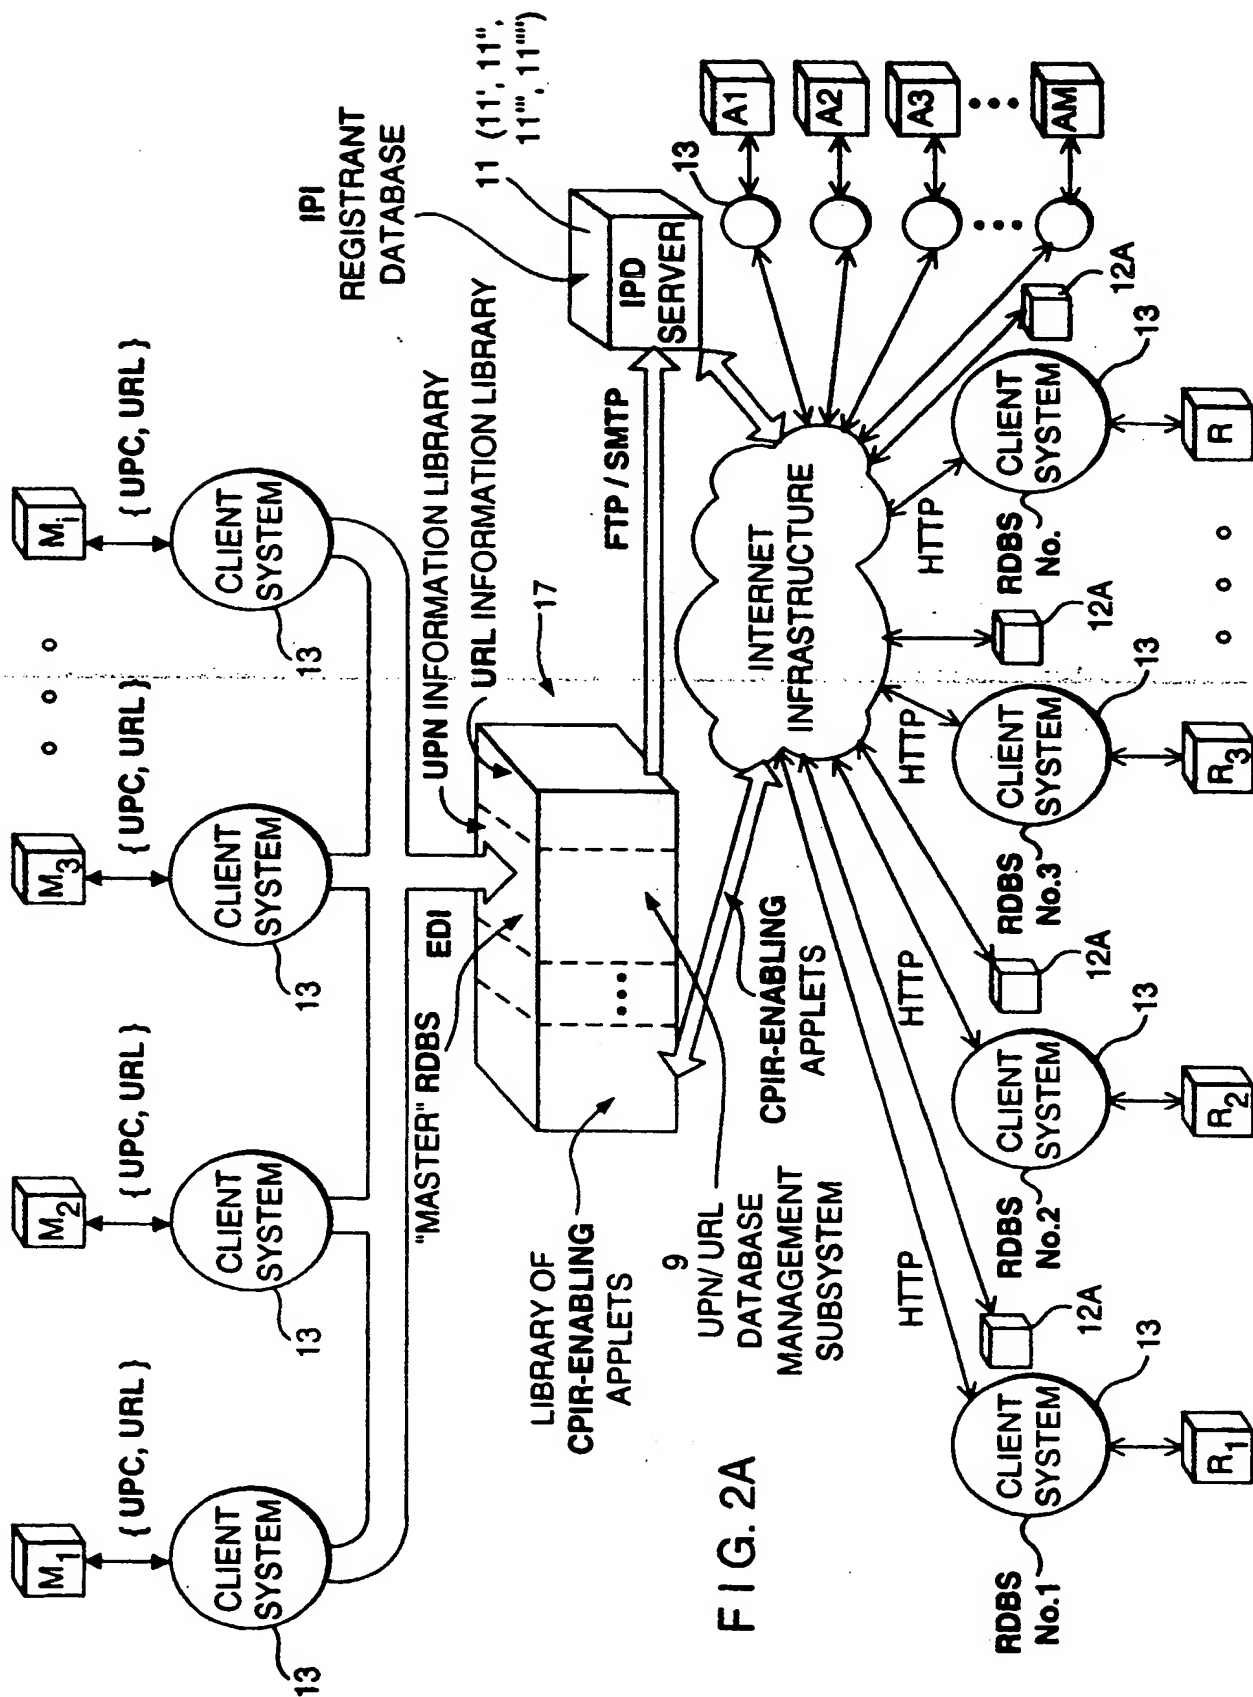 M1
M2
M3
Mi
{ UPC, URL }
{ UPC, URL }
{ UPC, URL }
{ UPC, URL }
CLIENT
SYSTEM
CLIENT
SYSTEM
CLIENT
SYSTEM
CLIENT
SYSTEM
13
13
13
13
"MASTER" RDBS
EDI
UPN INFORMATION LIBRARY
URL INFORMATION LIBRARY
IPI
REGISTRANT
DATABASE
11 (11', 11",
11"', 11"")
17
IPD
SERVER
FTP / SMTP
LIBRARY OF
CPIR-ENABLING
APPLETS
9
UPN/ URL
DATABASE
MANAGEMENT
SUBSYSTEM
CPIR-ENABLING
APPLETS
INTERNET
INFRASTRUCTURE
13
A1
A2
A3
AM
HTTP
HTTP
HTTP
HTTP
12A
12A
12A
12A
CLIENT
SYSTEM
CLIENT
SYSTEM
CLIENT
SYSTEM
CLIENT
SYSTEM
13
13
13
13
RDBS
No.1
RDBS
No.2
RDBS
No.3
RDBS
No.
R1
R2
R3
R
FIG. 2A